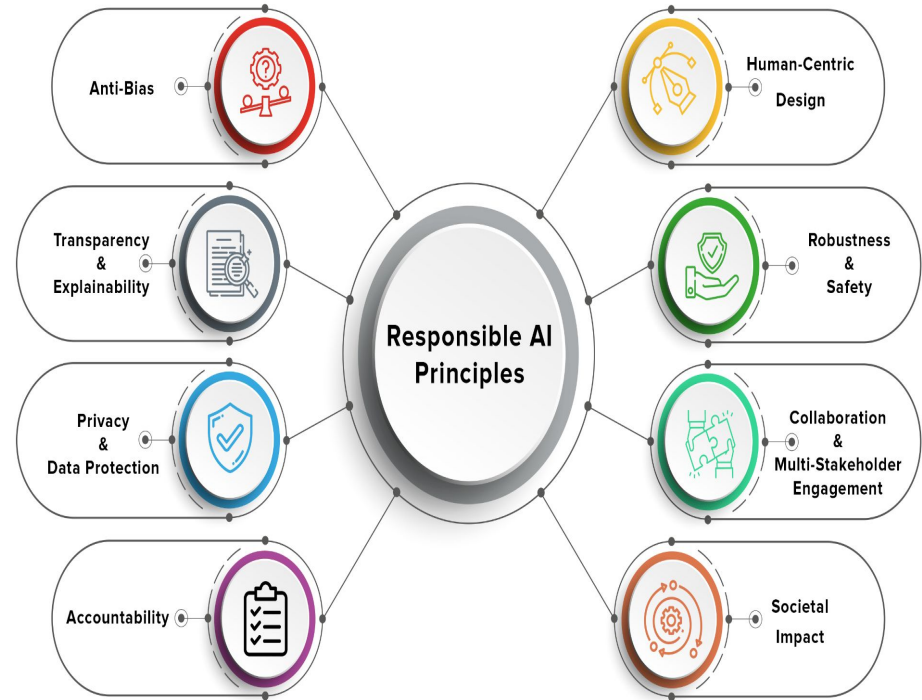 Responsible AI
Principles
Anti-Bias
Transparency
&
Explainability
Privacy
&
Data Protection
Accountability
Human-Centric
Design
Robustness
&
Safety
Collaboration
&
Multi-Stakeholder
Engagement
Societal
Impact
?